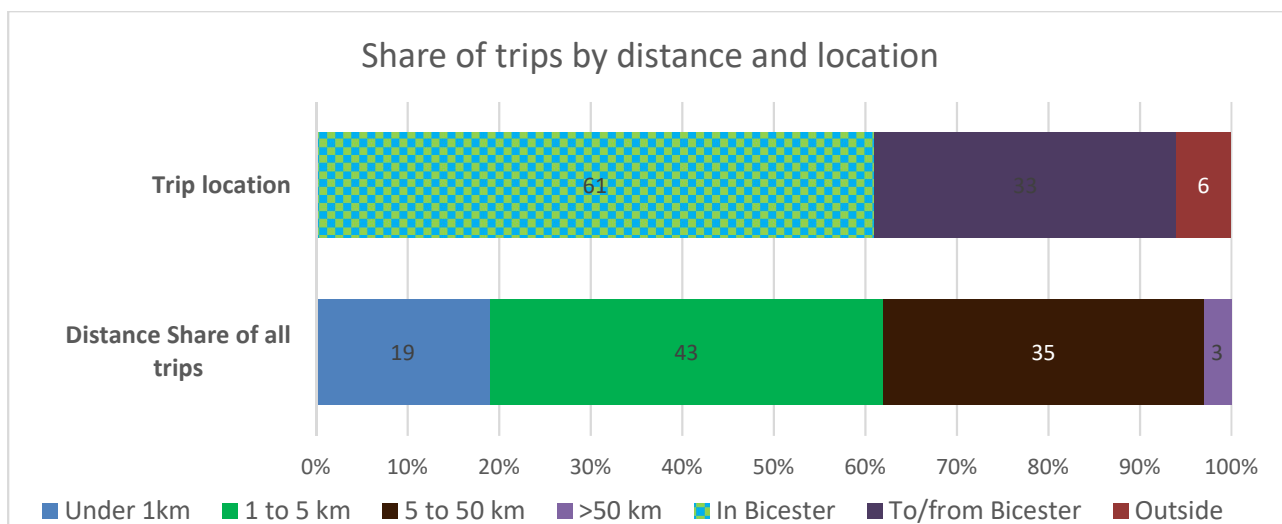 Share of trips by distance and location
Trip location
61
33
6
Distance Share of all
trips
19
43
35
3
0%
10%
20%
30%
40%
50%
60%
70%
80%
90%
100%
Under 1km
1 to 5 km
5 to 50 km
>50 km
In Bicester
To/from Bicester
Outside